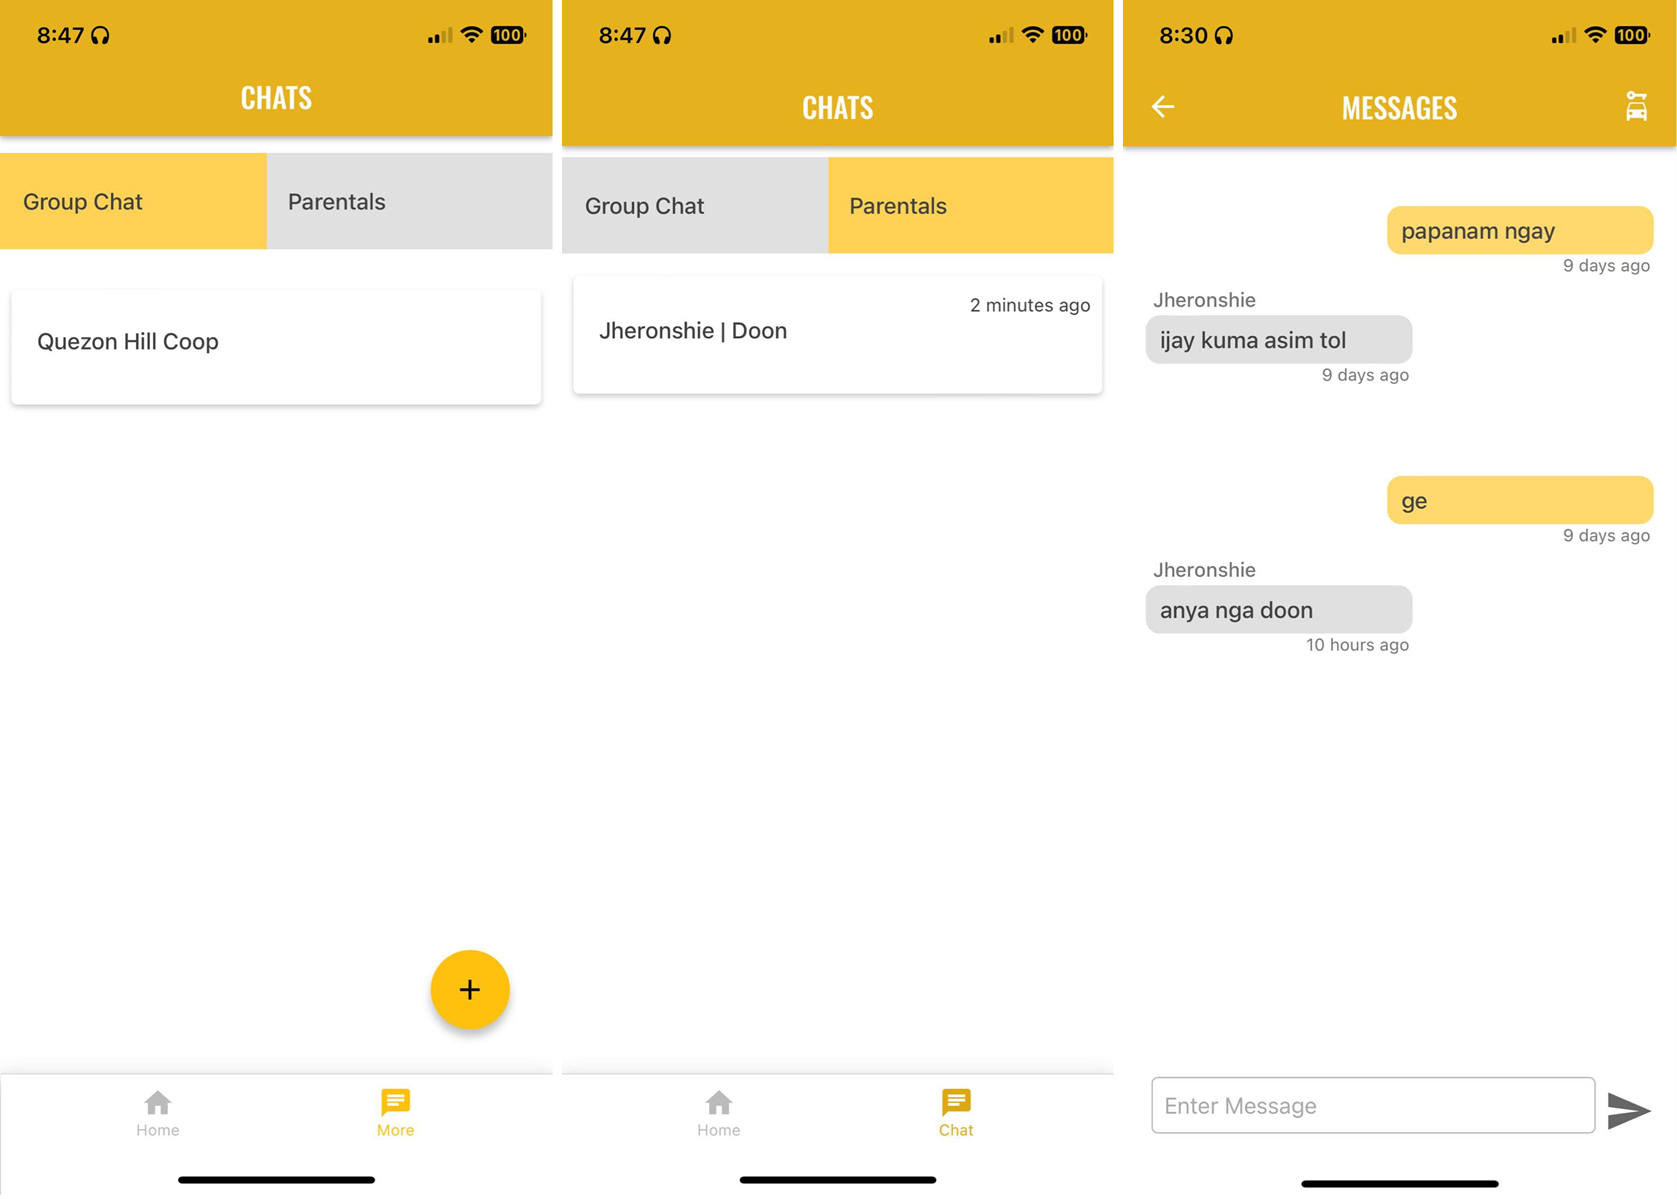 8:47
100
CHATS
Group Chat
Parentals
Quezon Hill Coop
+
Home
More
8:47
100
CHATS
Group Chat
Parentals
2 minutes ago
Jheronshie | Doon
Home
Chat
8:30
100
MESSAGES
papanam ngay
9 days ago
Jheronshie
ijay kuma asim tol
9 days ago
ge
9 days ago
Jheronshie
anya nga doon
10 hours ago
Enter Message